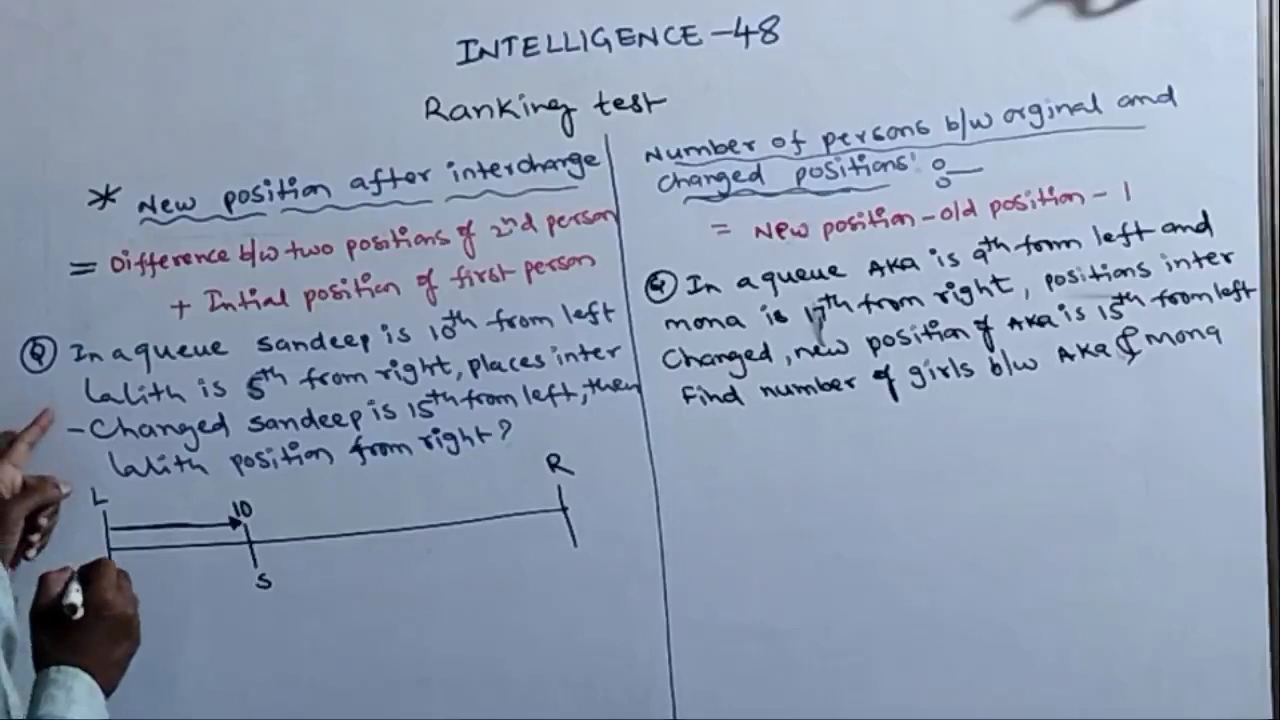 INTELLIGENCE-48
Ranking test
* New position after interchange
= Difference b/w two positions of 2nd person
+ Intial position of first person
Q In a queue sandeep is 10th from left
lalith is 5th from right, places inter
- Changed sandeep is 15th from left, then
lalith position from right?
L
10
R
S
Number of persons b/w orginal and
changed positions:
= New position - old position - 1
Q In a queue AKA is 9th form left and
mona is 17th from right, positions inter
Changed, new position of AKA is 15th from left
Find number of girls b/w AKA & mona